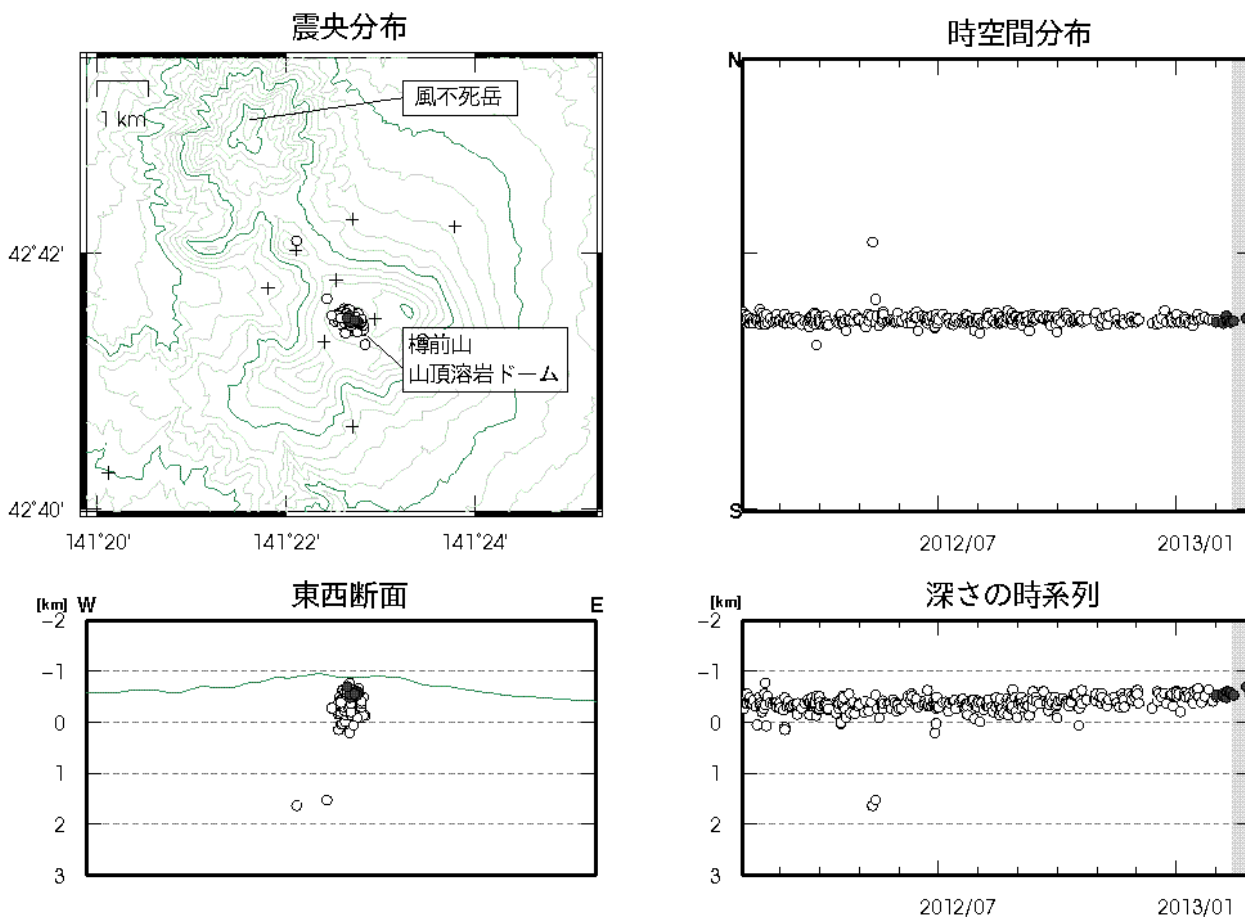 震央分布
風不死岳
1 km
42°42'
樽前山
山頂溶岩ドーム
42°40'
141°20'
141°22'
141°24'
時空間分布
N
S
2012/07
2013/01
東西断面
[km]
W
E
-2
-1
0
1
2
3
深さの時系列
[km]
-2
-1
0
1
2
3
2012/07
2013/01